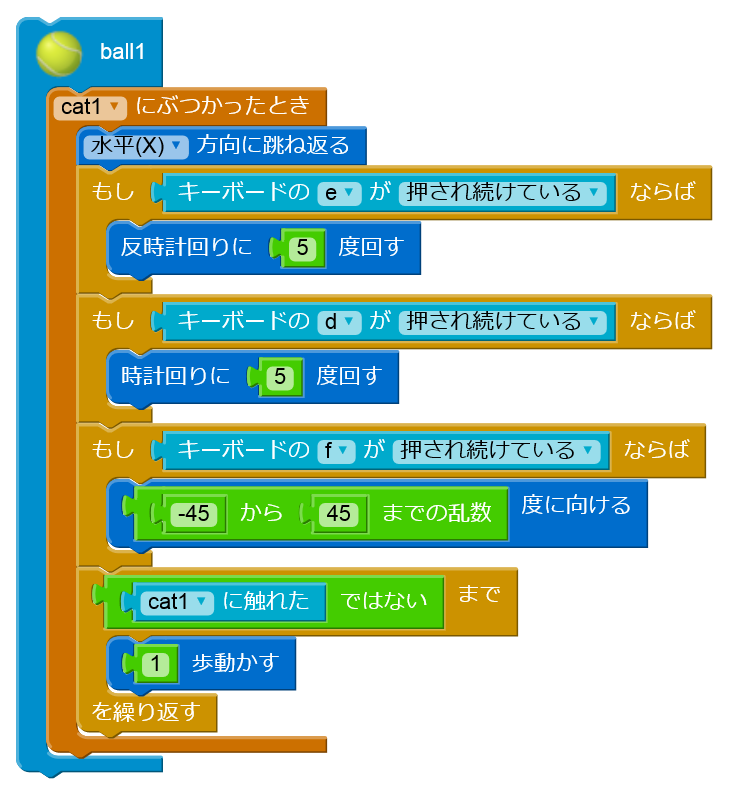 ball1
cat1 にぶつかったとき
水平(X) 方向に跳ね返る
もし キーボードの e が 押され続けている ならば
反時計回りに 5 度回す
もし キーボードの d が 押され続けている ならば
時計回りに 5 度回す
もし キーボードの f が 押され続けている ならば
-45 から 45 までの乱数 度に向ける
cat1 に触れた ではない まで
1 歩動かす
を繰り返す